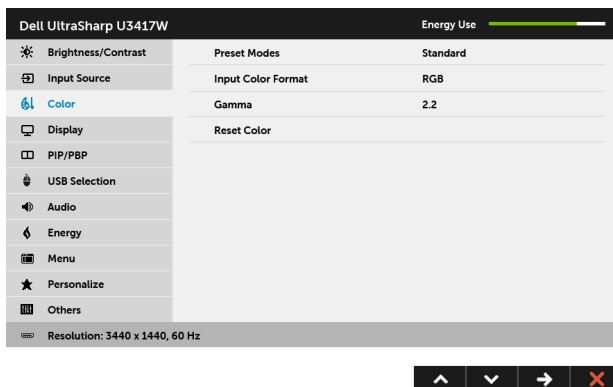 Dell UltraSharp U3417W Energy Use
Brightness/Contrast Preset Modes Standard
Input Source Input Color Format RGB
Color Gamma 2.2
Display Reset Color
PIP/PBP
USB Selection
Audio
Energy
Menu
Personalize
Others
Resolution: 3440 x 1440, 60 Hz